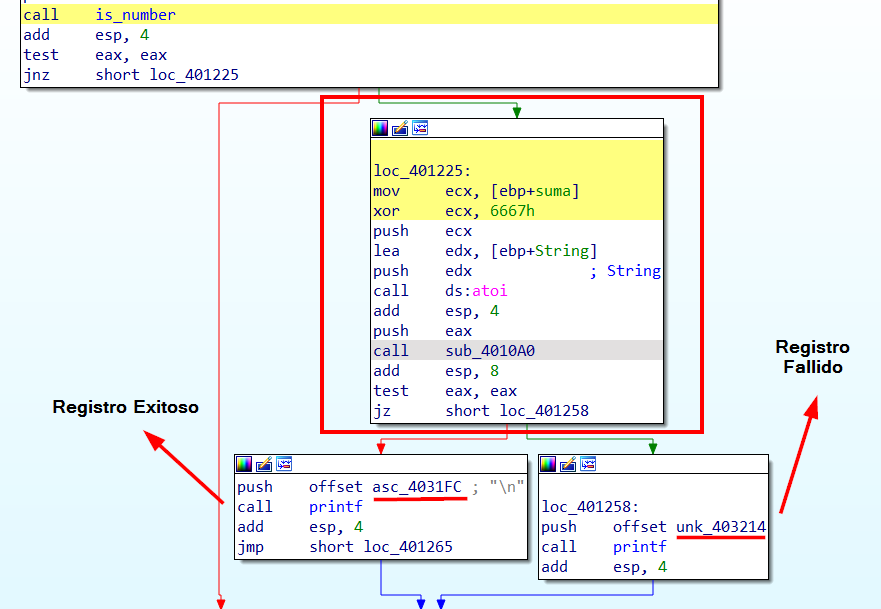 call is_number
add esp, 4
test eax, eax
jnz short loc_401225
loc_401225:
mov ecx, [ebp+suma]
xor ecx, 6667h
push ecx
lea edx, [ebp+String]
push edx ; String
call ds:atoi
add esp, 4
push eax
call sub_4010A0
add esp, 8
test eax, eax
jz short loc_401258
Registro
Fallido
Registro Exitoso
push offset asc_4031FC ; "\n"
call printf
add esp, 4
jmp short loc_401265
loc_401258:
push offset unk_403214
call printf
add esp, 4